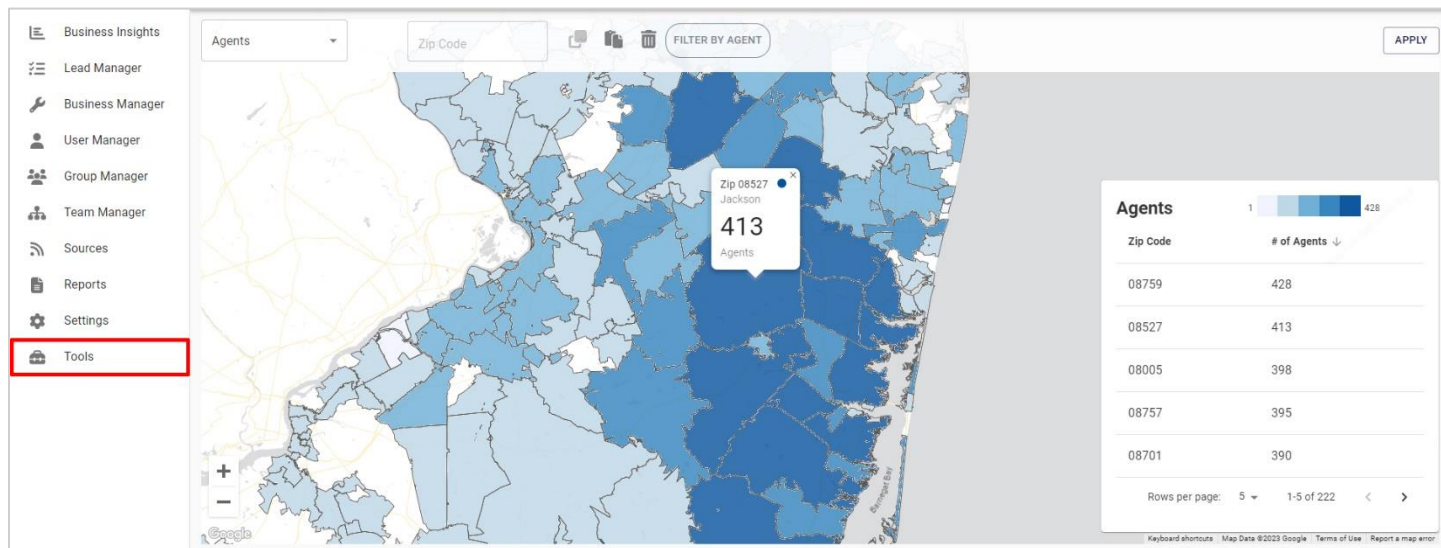 Business Insights
Lead Manager
Business Manager
User Manager
Group Manager
Team Manager
Sources
Reports
Settings
Tools
Agents
Zip Code
FILTER BY AGENT
APPLY
Zip 08527
Jackson
413
Agents
Barnegat Bay
+
−
Google
Agents
1 428
Zip Code # of Agents ↓
08759 428
08527 413
08005 398
08757 395
08701 390
Rows per page: 5 1-5 of 222 < >
Keyboard shortcuts Map Data ©2023 Google Terms of Use Report a map error